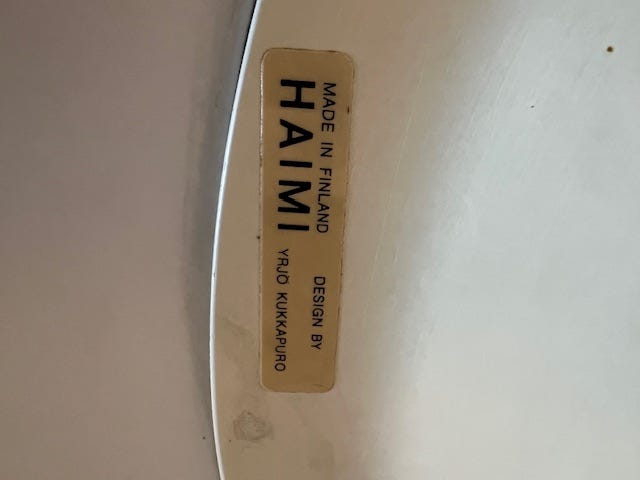 MADE IN FINLAND
HAIMI
DESIGN BY
YRJÖ KUKKAPURO